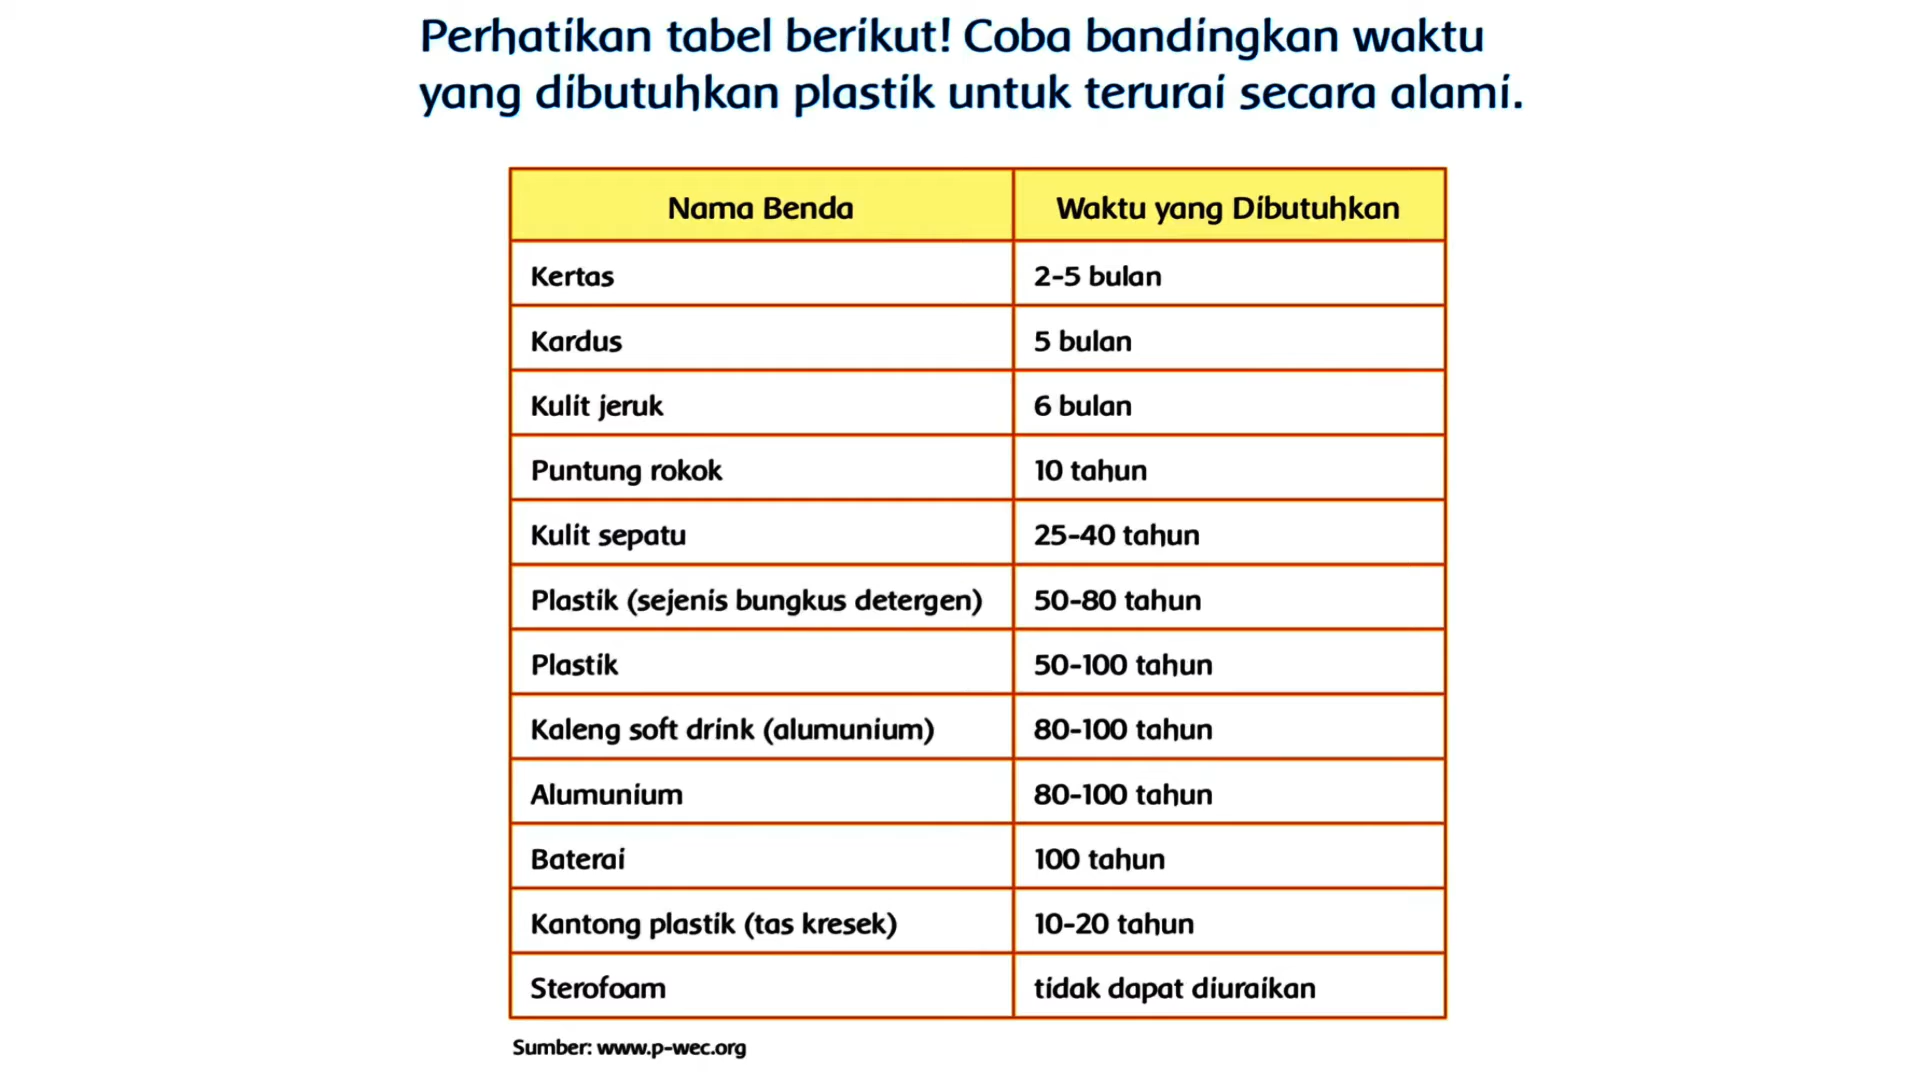 Perhatikan tabel berikut! Coba bandingkan waktu
yang dibutuhkan plastik untuk terurai secara alami.
Nama Benda Waktu yang Dibutuhkan
Kertas 2-5 bulan
Kardus 5 bulan
Kulit jeruk 6 bulan
Puntung rokok 10 tahun
Kulit sepatu 25-40 tahun
Plastik (sejenis bungkus detergen) 50-80 tahun
Plastik 50-100 tahun
Kaleng soft drink (alumunium) 80-100 tahun
Alumunium 80-100 tahun
Baterai 100 tahun
Kantong plastik (tas kresek) 10-20 tahun
Sterofoam tidak dapat diuraikan
Sumber: www.p-wec.org